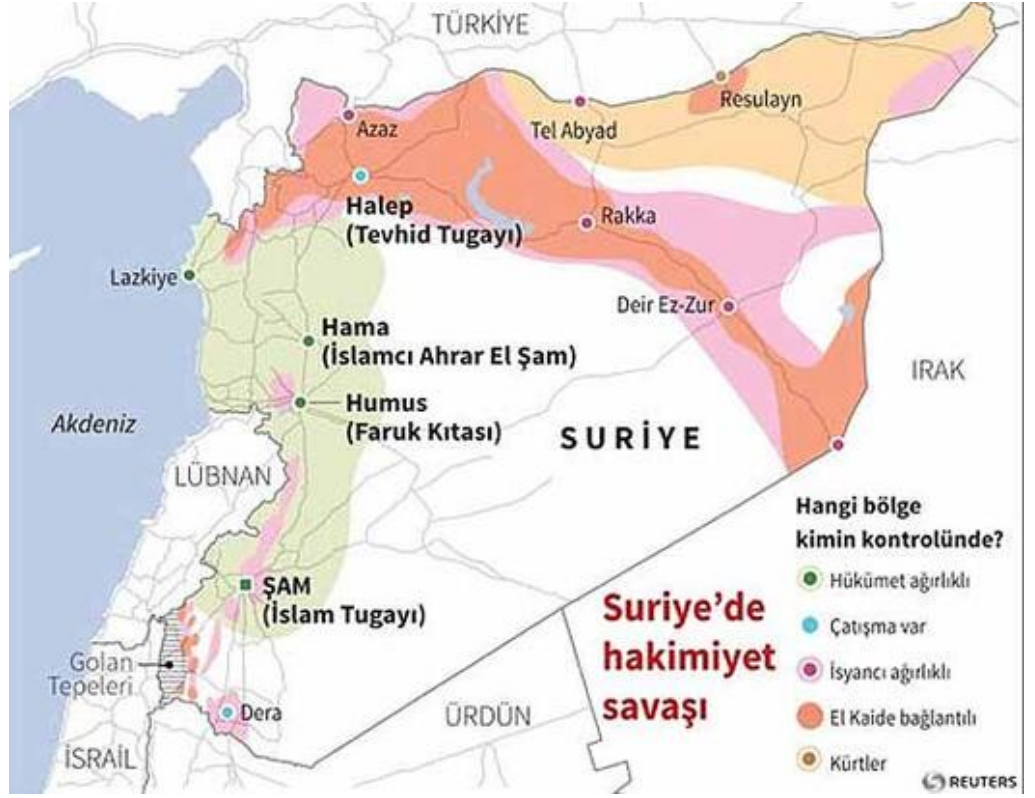 TÜRKİYE
Azaz
Tel Abyad
Resulayn
Halep
(Tevhid Tugayı)
Rakka
Lazkiye
Deir Ez-Zur
Hama
(İslamcı Ahrar El Şam)
IRAK
Humus
(Faruk Kıtası)
Akdeniz
SURİYE
LÜBNAN
ŞAM
(İslam Tugayı)
Golan
Tepeleri
Dera
ÜRDÜN
İSRAİL
Suriye’de
hakimiyet
savaşı
Hangi bölge
kimin kontrolünde?
Hükümet ağırlıklı
Çatışma var
İsyancı ağırlıklı
El Kaide bağlantılı
Kürtler
REUTERS